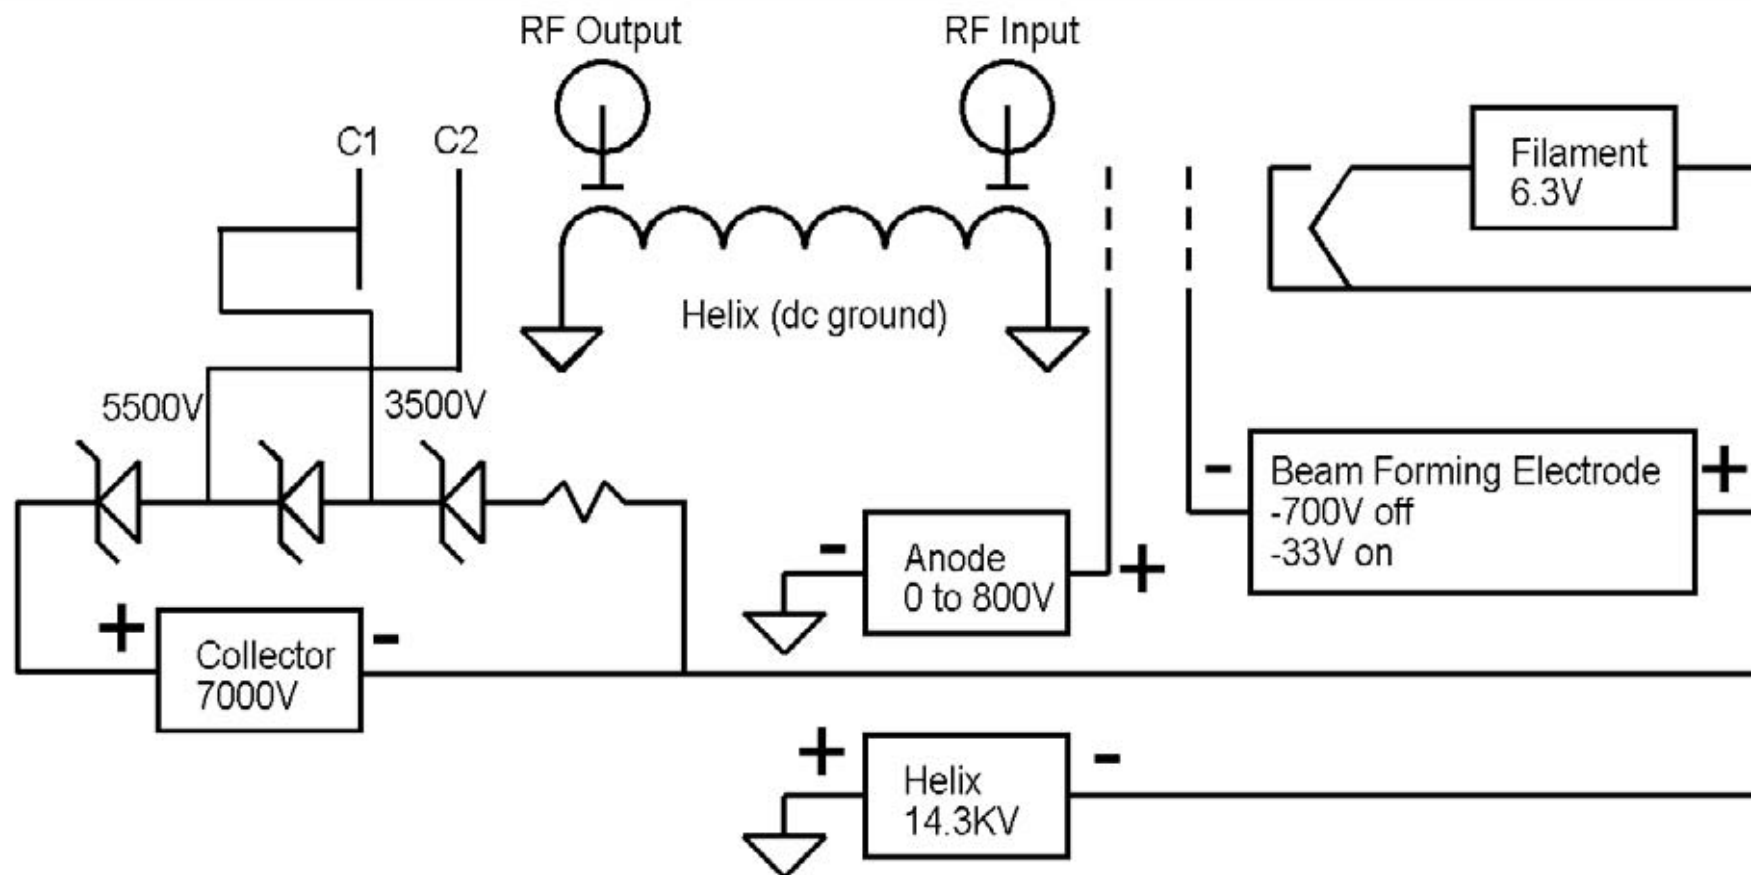 RF Output
RF Input
C1
C2
Filament
6.3V
Helix (dc ground)
5500V
3500V
-
Beam Forming Electrode
-700V off
-33V on
+
-
Anode
0 to 800V
+
+
Collector
7000V
-
+
Helix
14.3KV
-